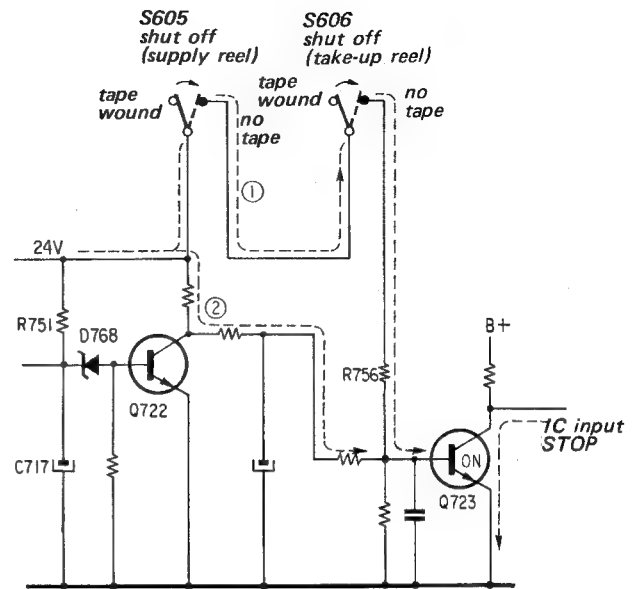 S605
shut off
(supply reel)
S606
shut off
(take-up reel)
tape
wound
no
tape
tape
wound
no
tape
①
24V
②
R751
D768
B+
R756
Q722
IC input
STOP
C717
ON
Q723